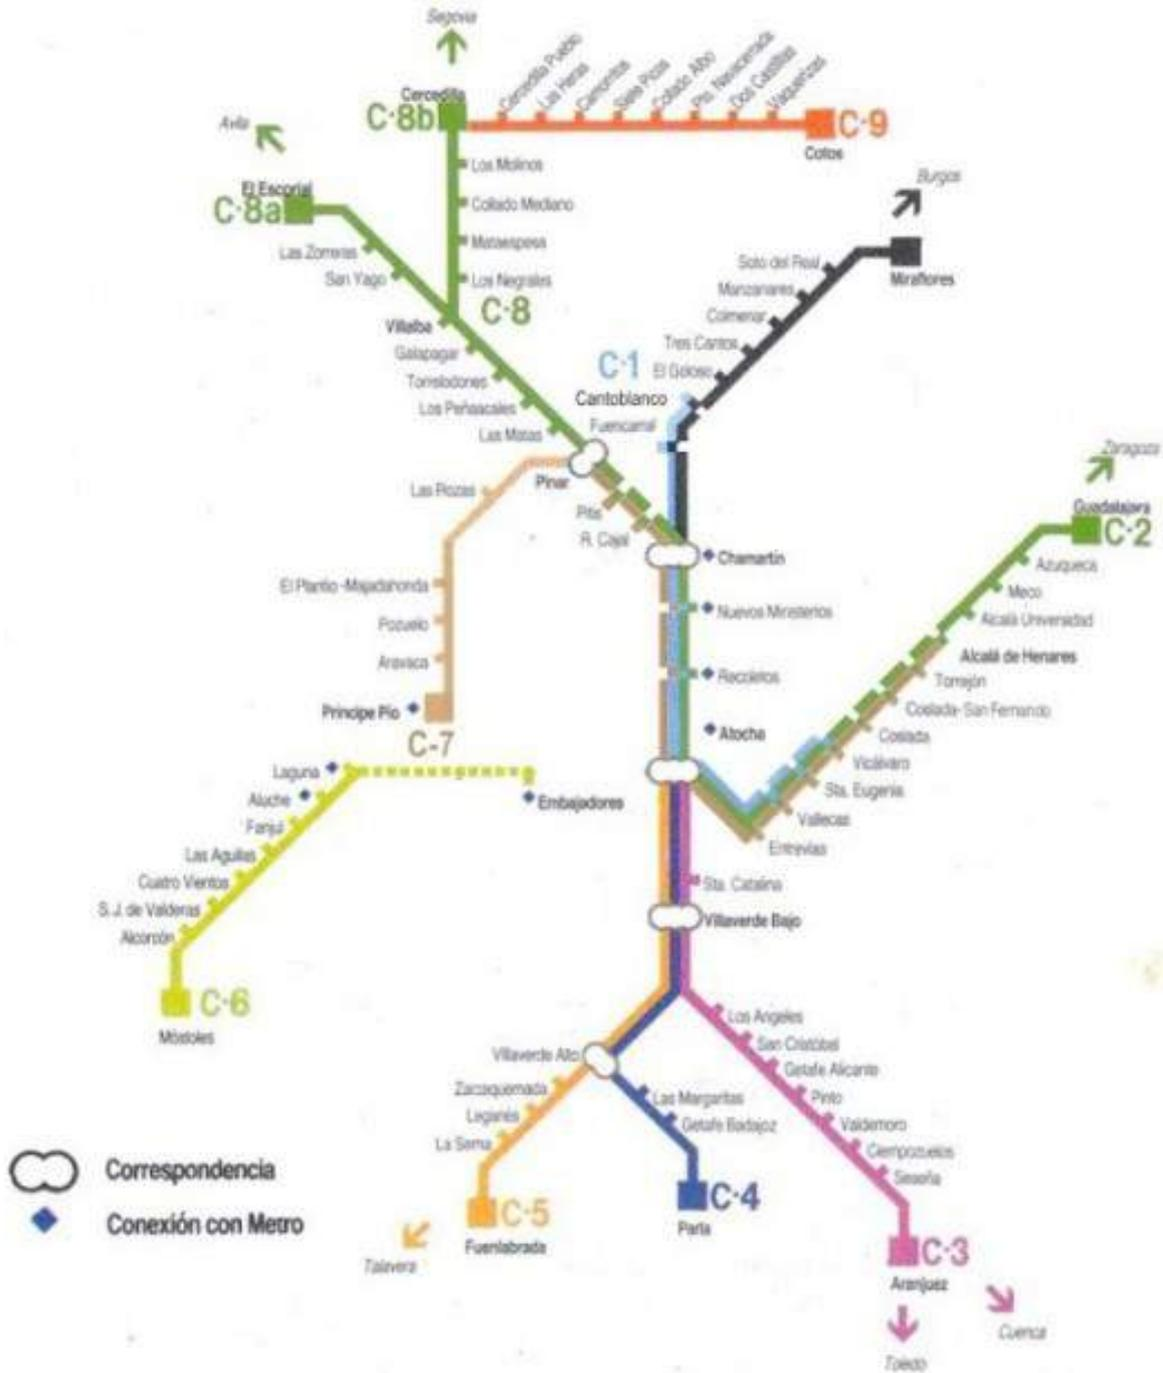 Segovia
Cercedilla
C-8b
Cercedilla Pueblo
Las Heras
Camorritos
Siete Picos
Collado Albo
Pto. Navacerrada
Dos Castillas
Vaquerizas
C-9
Cotos
Avila
El Escorial
C-8a
Los Molinos
Collado Mediano
Mataespesa
Los Negrales
C-8
Las Zorreras
San Yago
Villalba
Galapagar
Torrelodones
Los Peñascales
Las Matas
Burgos
Miraflores
Soto del Real
Manzanares
Colmenar
Tres Cantos
El Goloso
C-1
Cantoblanco
Fuencarral
Pinar
Las Rozas
Pitis
R. Cajal
Chamartín
Nuevos Ministerios
Recoletos
Atocha
Zaragoza
Guadalajara
C-2
Azuqueca
Meco
Alcalá Universidad
Alcalá de Henares
Torrejón
Coslada-San Fernando
Coslada
Vicálvaro
Sta. Eugenia
Vallecas
Entrevías
El Plantío-Majadahonda
Pozuelo
Aravaca
Príncipe Pío
C-7
Laguna
Aluche
Fanjul
Las Aguilas
Cuatro Vientos
S. J. de Valderas
Alcorcón
C-6
Móstoles
Embajadores
Sta. Catalina
Villaverde Bajo
Villaverde Alto
Zarzaquemada
Leganés
La Serna
C-5
Fuenlabrada
Talavera
Las Margaritas
Getafe Badajoz
C-4
Parla
Los Angeles
San Cristóbal
Getafe Alicante
Pinto
Valdemoro
Ciempozuelos
Seseña
C-3
Aranjuez
Cuenca
Toledo
Correspondencia
Conexión con Metro